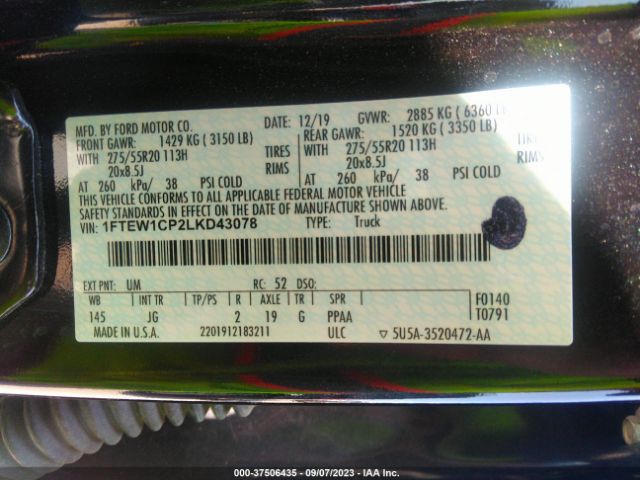 MFD. BY FORD MOTOR CO. DATE: 12/19 GVWR: 2885 KG ( 6360
FRONT GAWR: 1429 KG ( 3150 LB) REAR GAWR: 1520 KG ( 3350 LB)
WITH 275/55R20 113H TIRES WITH 275/55R20 113H TIRES
20x8.5J RIMS 20x8.5J RIMS
AT 260 kPa/ 38 PSI COLD AT 260 kPa/ 38 PSI COLD
THIS VEHICLE CONFORMS TO ALL APPLICABLE FEDERAL MOTOR VEHICLE
SAFETY STANDARDS IN EFFECT ON THE DATE OF MANUFACTURE SHOWN ABOVE.
VIN: 1FTEW1CP2LKD43078 TYPE: Truck
EXT PNT: UM RC: 52 DSO:
WB INT TR TP/PS R AXLE TR SPR F0140
145 JG 2 19 G PPAA T0791
MADE IN U.S.A. 2201912183211 ULC ▽ 5U5A-3520472-AA
000-37506435 - 09/07/2023 - IAA Inc.